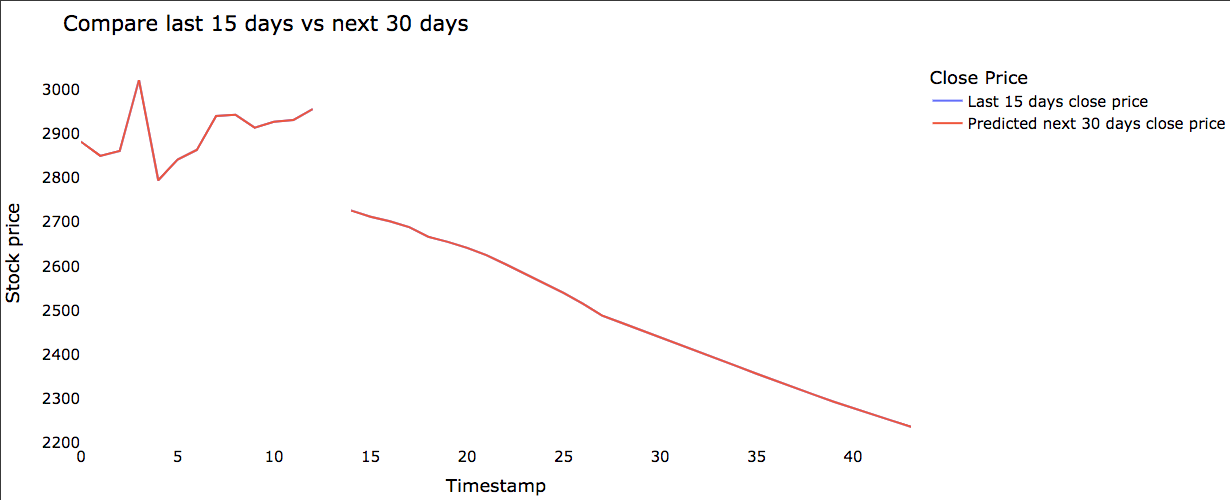 Compare last 15 days vs next 30 days
Close Price
Last 15 days close price
Predicted next 30 days close price
3000
2900
2800
2700
2600
2500
2400
2300
2200
Stock price
0 5 10 15 20 25 30 35 40
Timestamp